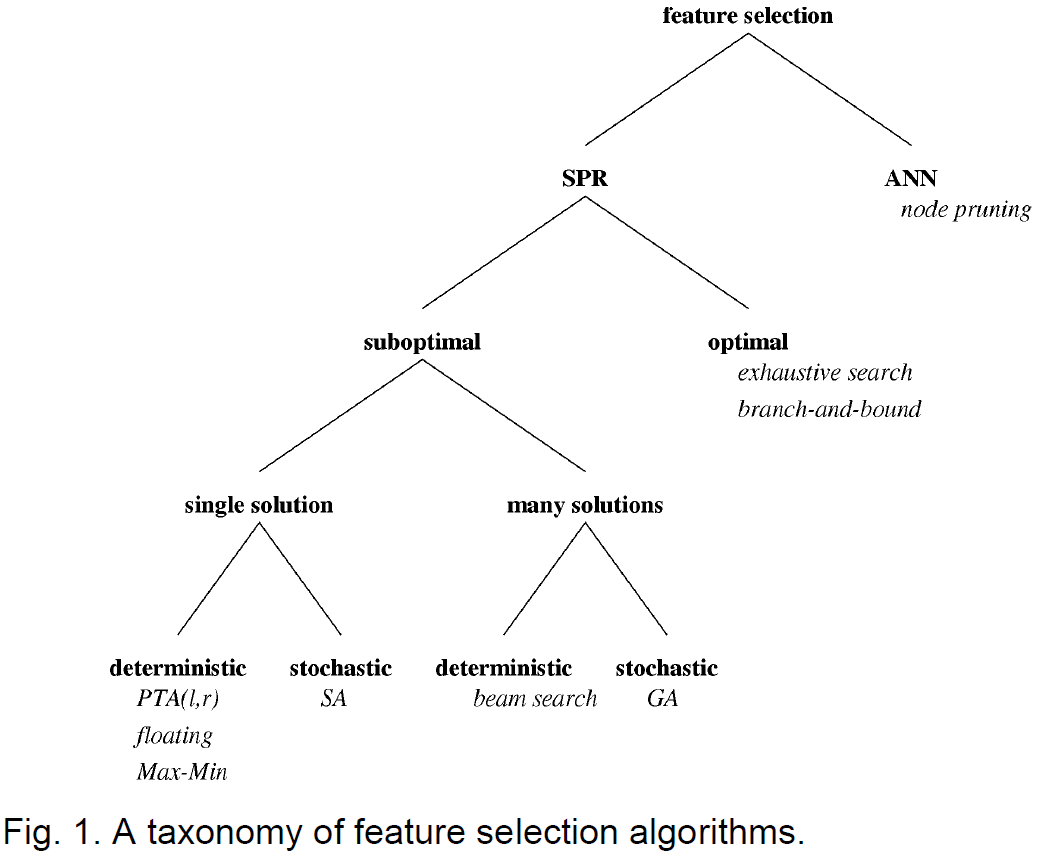 feature selection
SPR
ANN
node pruning
suboptimal
optimal
exhaustive search
branch-and-bound
single solution
many solutions
deterministic
PTA(l,r)
floating
Max-Min
stochastic
SA
deterministic
beam search
stochastic
GA
Fig. 1. A taxonomy of feature selection algorithms.